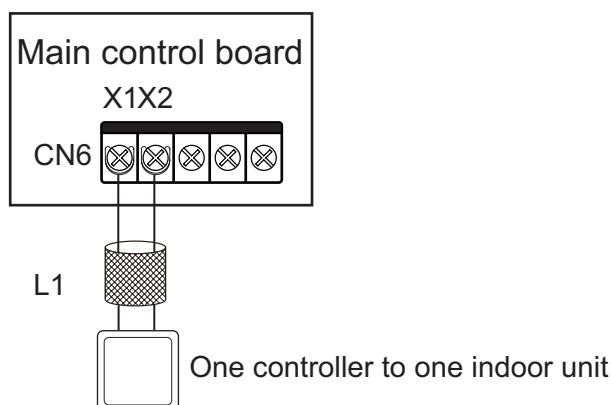 Main control board
X1X2
CN6
L1
One controller to one indoor unit